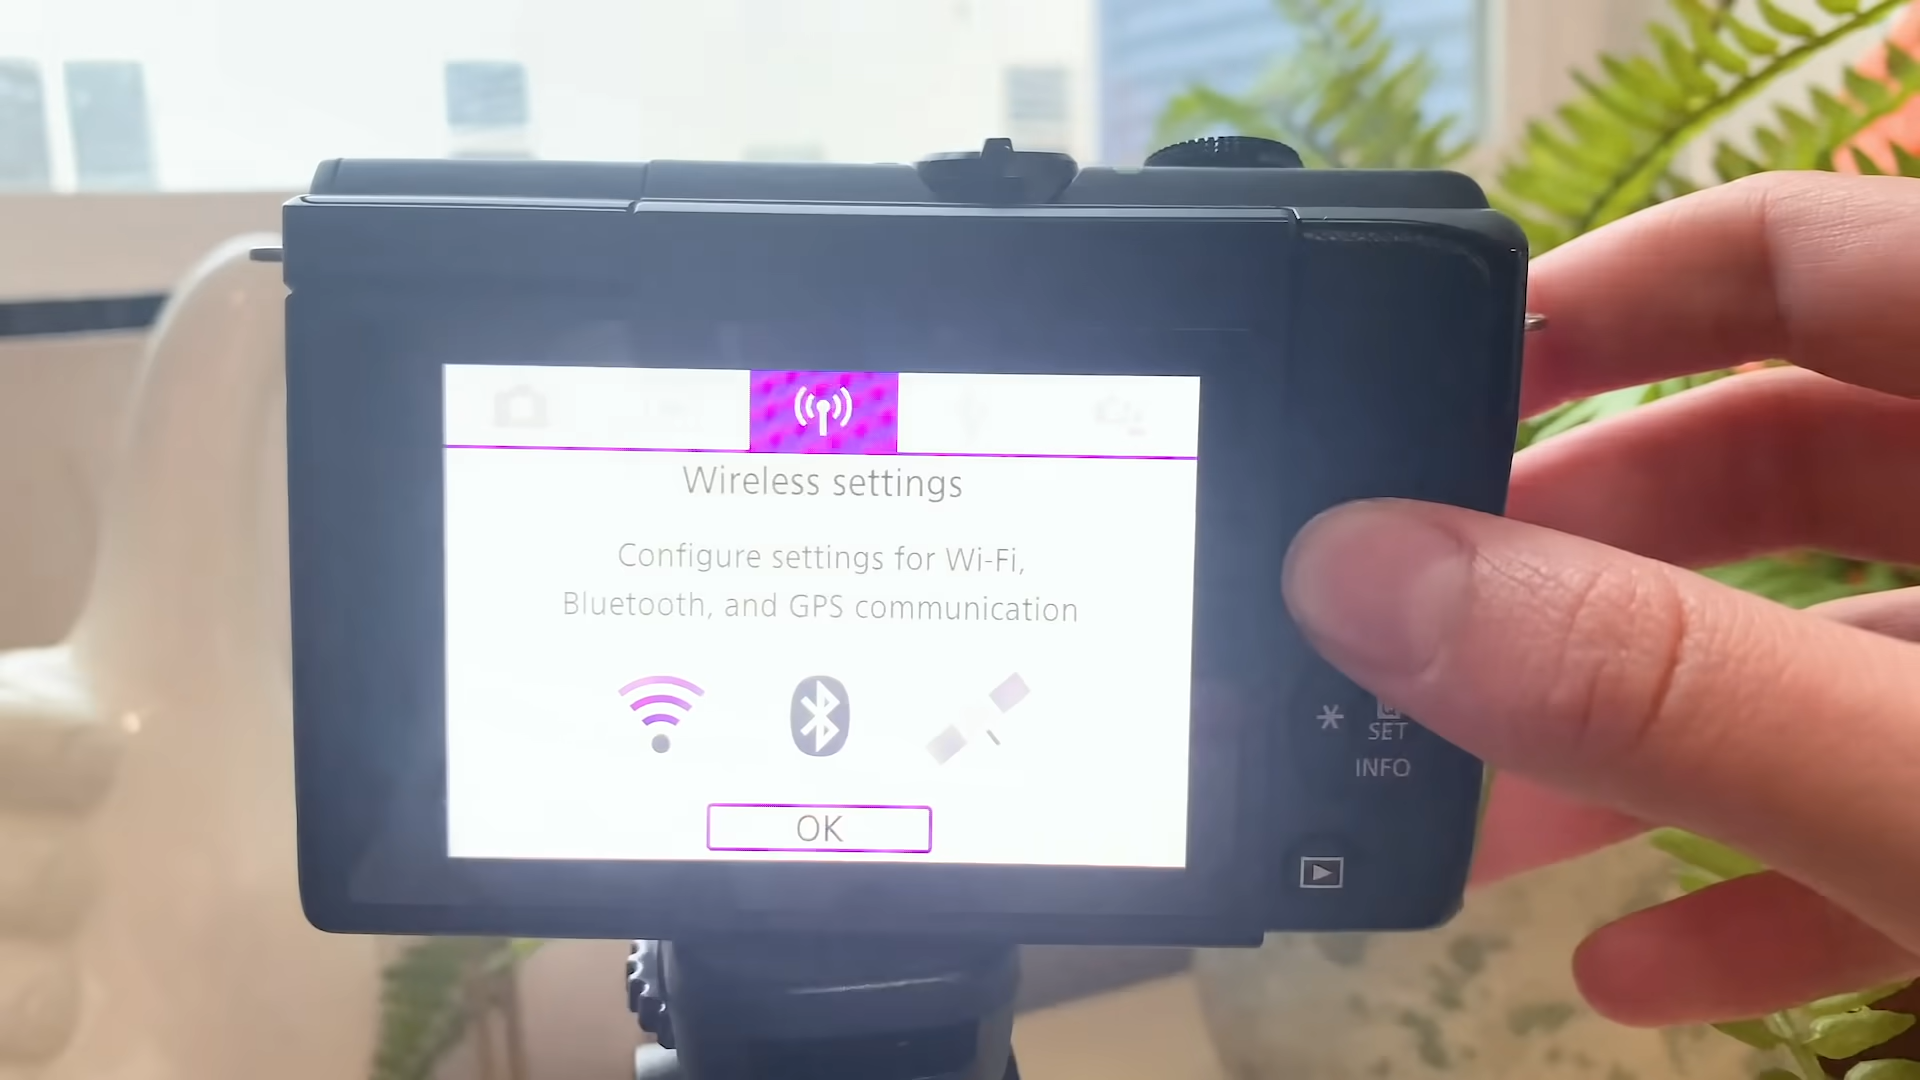 Wireless settings
Configure settings for Wi-Fi,
Bluetooth, and GPS communication
OK
SET
INFO